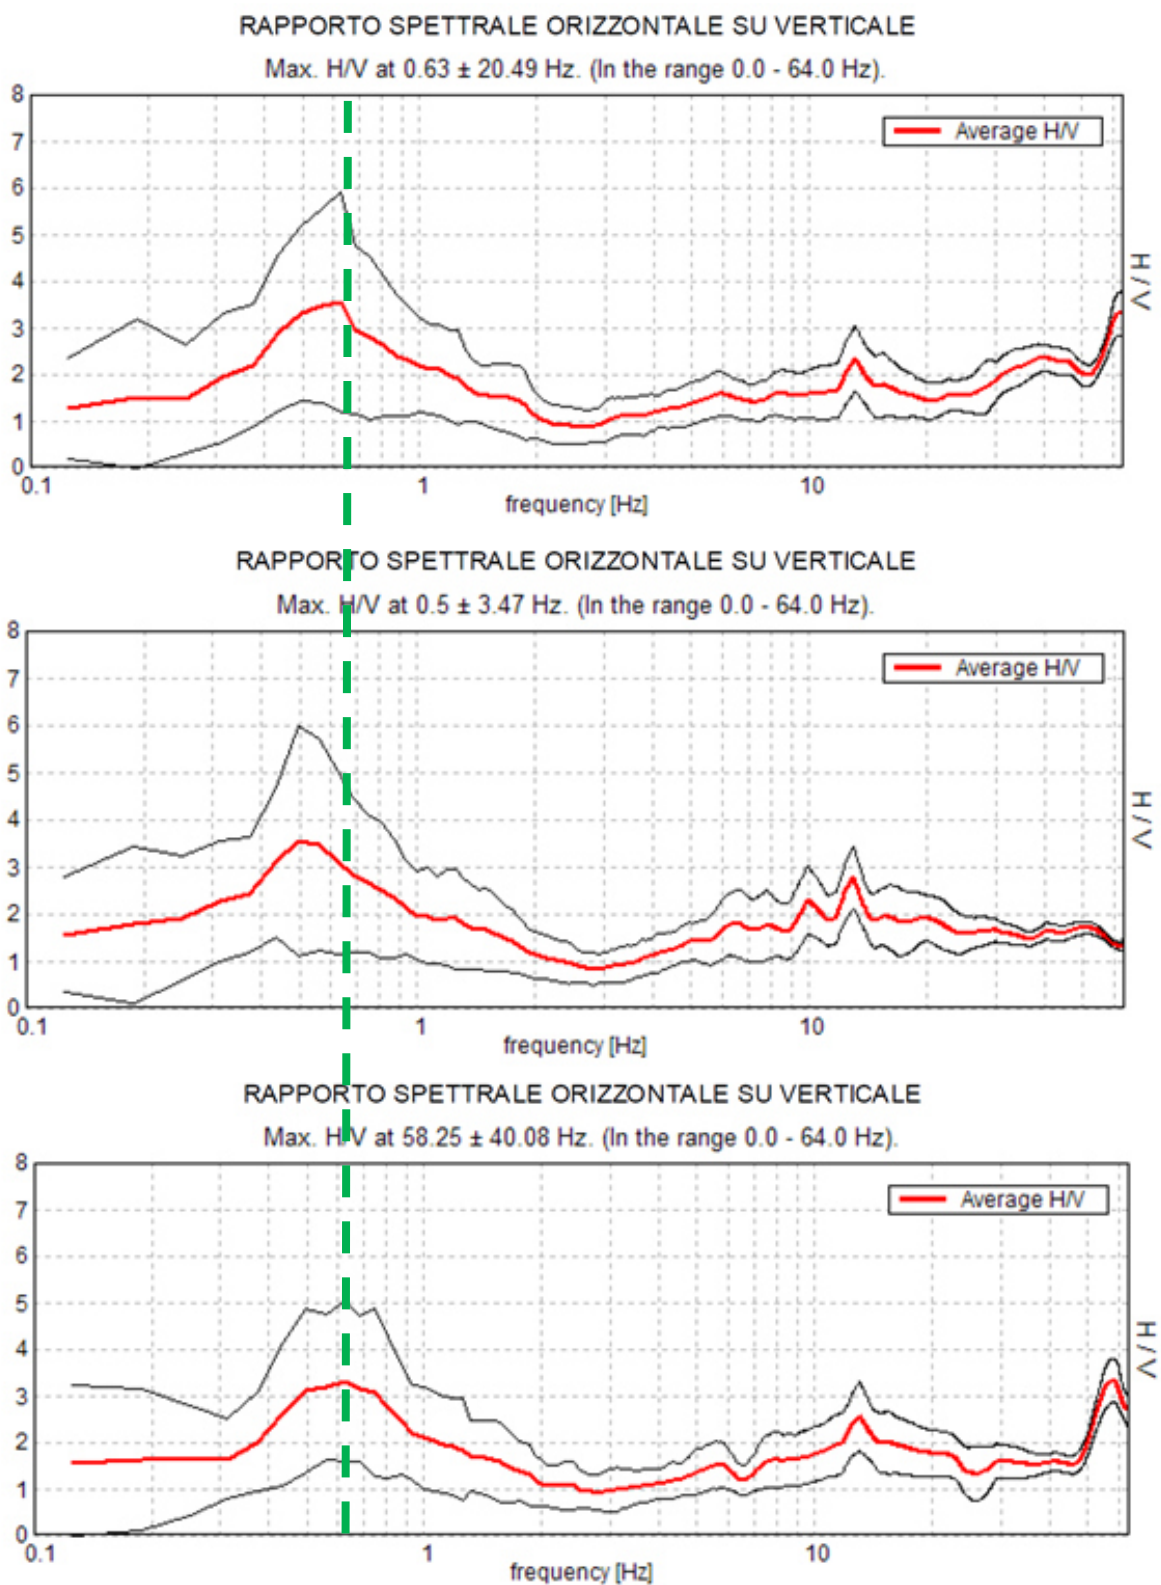 RAPPORTO SPETTRALE ORIZZONTALE SU VERTICALE
Max. H/V at 0.63 ± 20.49 Hz. (In the range 0.0 - 64.0 Hz).
8
7
6
5
4
3
2
1
0
Average H/V
H / V
0.1 1 10
frequency [Hz]
RAPPORTO SPETTRALE ORIZZONTALE SU VERTICALE
Max. H/V at 0.5 ± 3.47 Hz. (In the range 0.0 - 64.0 Hz).
8
7
6
5
4
3
2
1
0
Average H/V
H / V
0.1 1 10
frequency [Hz]
RAPPORTO SPETTRALE ORIZZONTALE SU VERTICALE
Max. H/V at 58.25 ± 40.08 Hz. (In the range 0.0 - 64.0 Hz).
8
7
6
5
4
3
2
1
0
Average H/V
H / V
0.1 1 10
frequency [Hz]